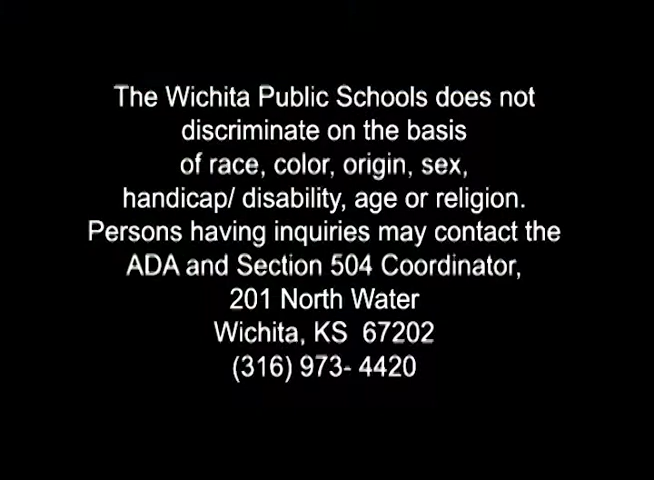 The Wichita Public Schools does not
discriminate on the basis
of race, color, origin, sex,
handicap/ disability, age or religion.
Persons having inquiries may contact the
ADA and Section 504 Coordinator,
201 North Water
Wichita, KS  67202
(316) 973- 4420